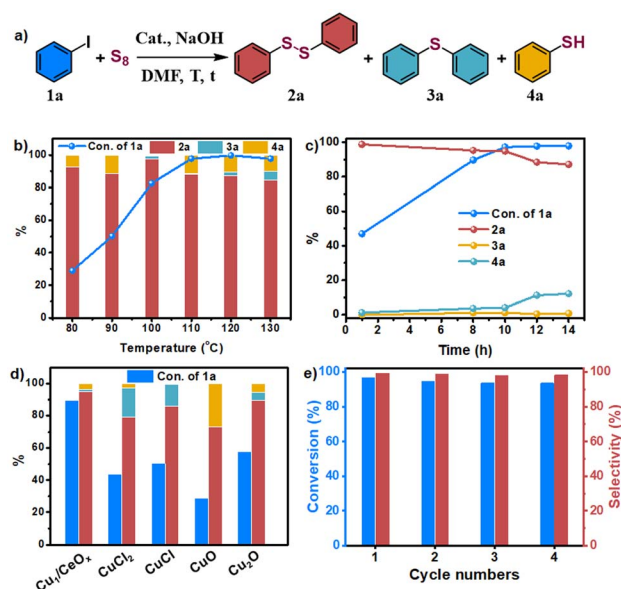 a)
I
1a
+ S8
Cat., NaOH
DMF, T, t
S
S
2a
+
S
3a
+
SH
4a
b)
Con. of 1a 2a 3a 4a
100
80
60
40
20
0
%
80 90 100 110 120 130
Temperature (°C)
c)
100
80
60
40
20
0
%
Con. of 1a
2a
3a
4a
0 2 4 6 8 10 12 14
Time (h)
d)
Con. of 1a
100
80
60
40
20
0
%
Cu1/CeOx
CuCl2
CuCl
CuO
Cu2O
e)
100
80
60
40
20
0
Conversion (%)
100
80
60
40
20
0
Selectivity (%)
1 2 3 4
Cycle numbers